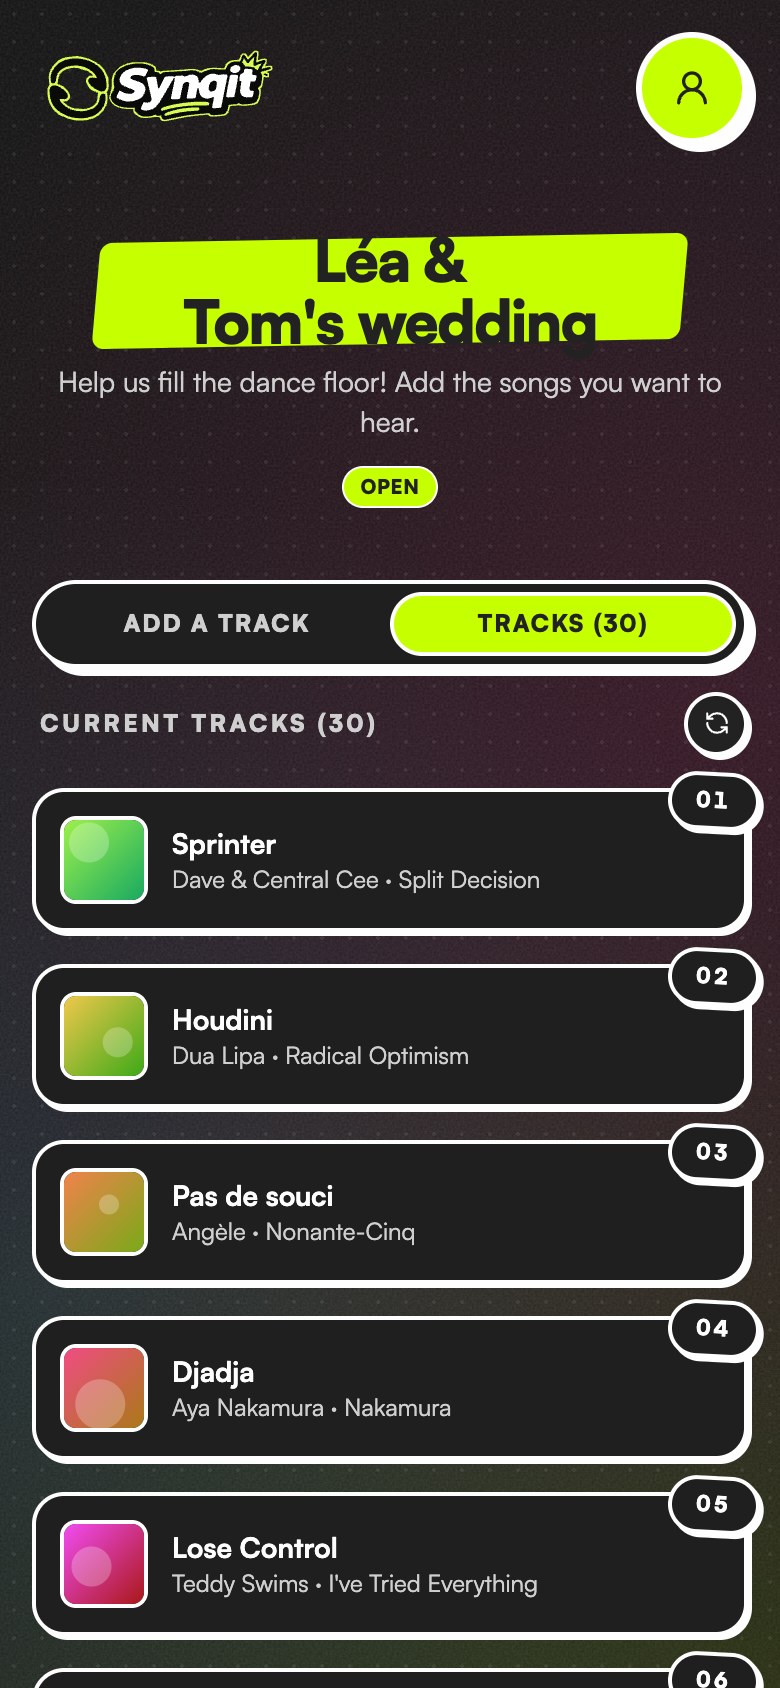 Synqit
Léa &
Tom's wedding
Help us fill the dance floor! Add the songs you want to
hear.
OPEN
ADD A TRACK
TRACKS (30)
CURRENT TRACKS (30)
01
Sprinter
Dave & Central Cee · Split Decision
02
Houdini
Dua Lipa · Radical Optimism
03
Pas de souci
Angèle · Nonante-Cinq
04
Djadja
Aya Nakamura · Nakamura
05
Lose Control
Teddy Swims · I've Tried Everything
06